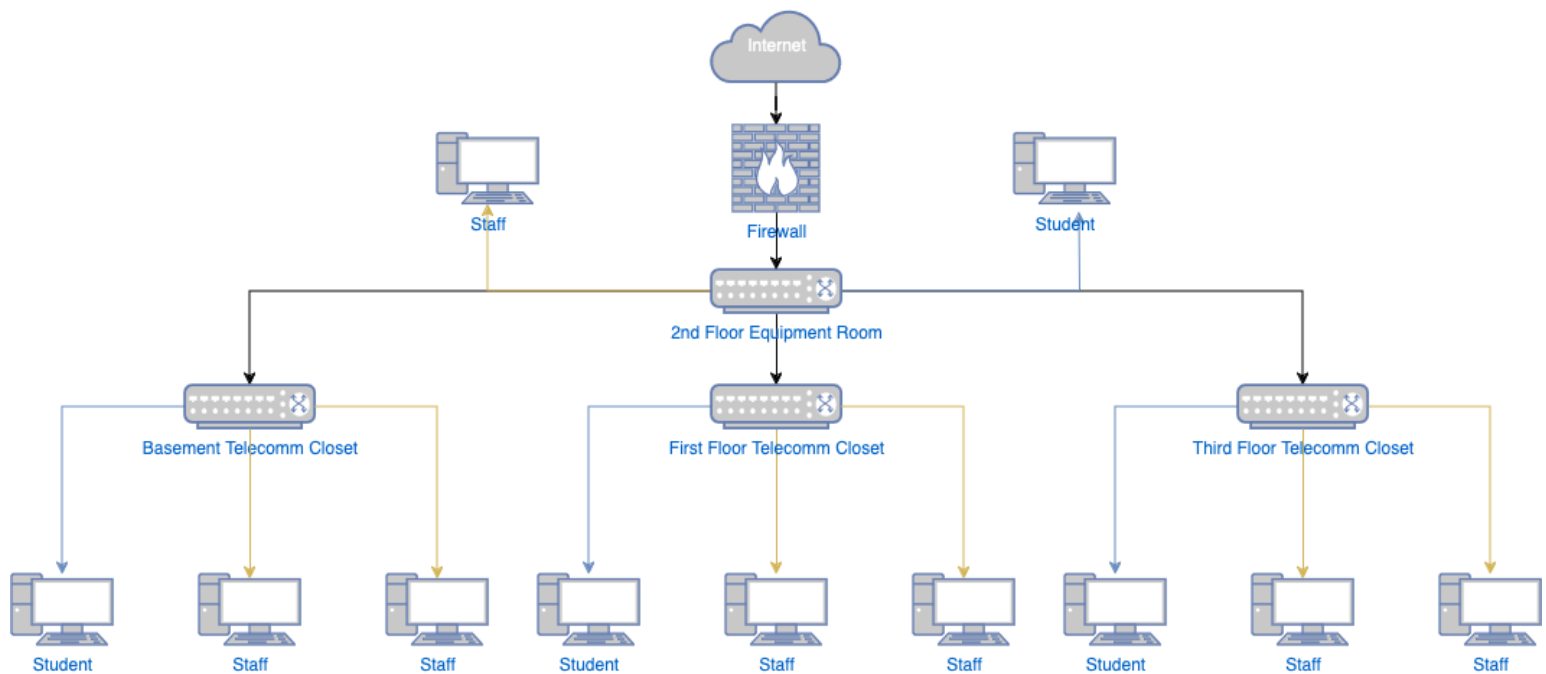 Internet
Staff
Firewall
Student
2nd Floor Equipment Room
Basement Telecomm Closet
First Floor Telecomm Closet
Third Floor Telecomm Closet
Student
Staff
Staff
Student
Staff
Staff
Student
Staff
Staff